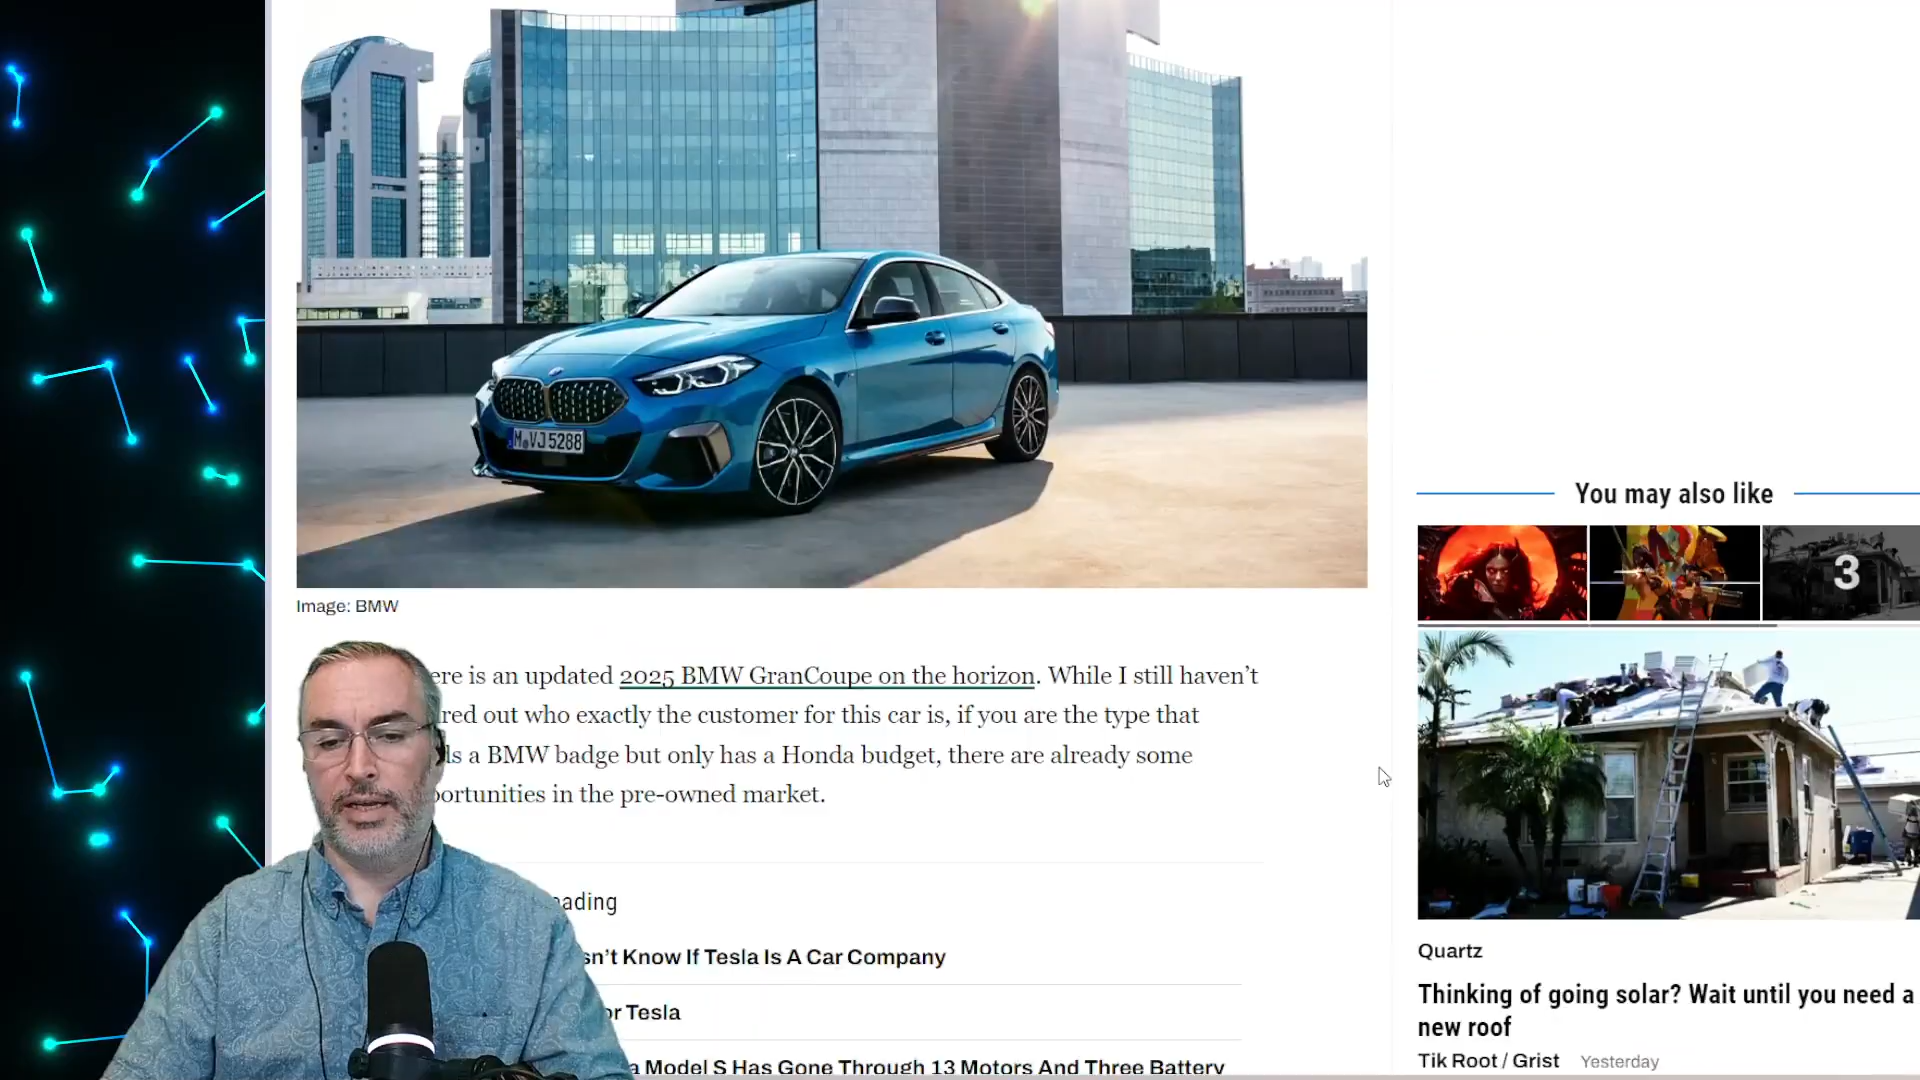 M VJ 5288
Image: BMW
ere is an updated 2025 BMW GranCoupe on the horizon. While I still haven’t
red out who exactly the customer for this car is, if you are the type that
ls a BMW badge but only has a Honda budget, there are already some
portunities in the pre-owned market.
ading
sn’t Know If Tesla Is A Car Company
or Tesla
a Model S Has Gone Through 13 Motors And Three Battery
You may also like
3
Quartz
Thinking of going solar? Wait until you need a
new roof
Tik Root / Grist Yesterday